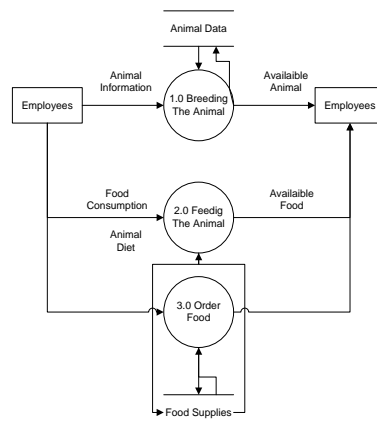 Animal Data
Animal
Information
Availaible
Animal
Employees
1.0 Breeding
The Animal
Employees
Food
Consumption
Animal
Diet
2.0 Feedig
The Animal
Availaible
Food
3.0 Order
Food
Food Supplies